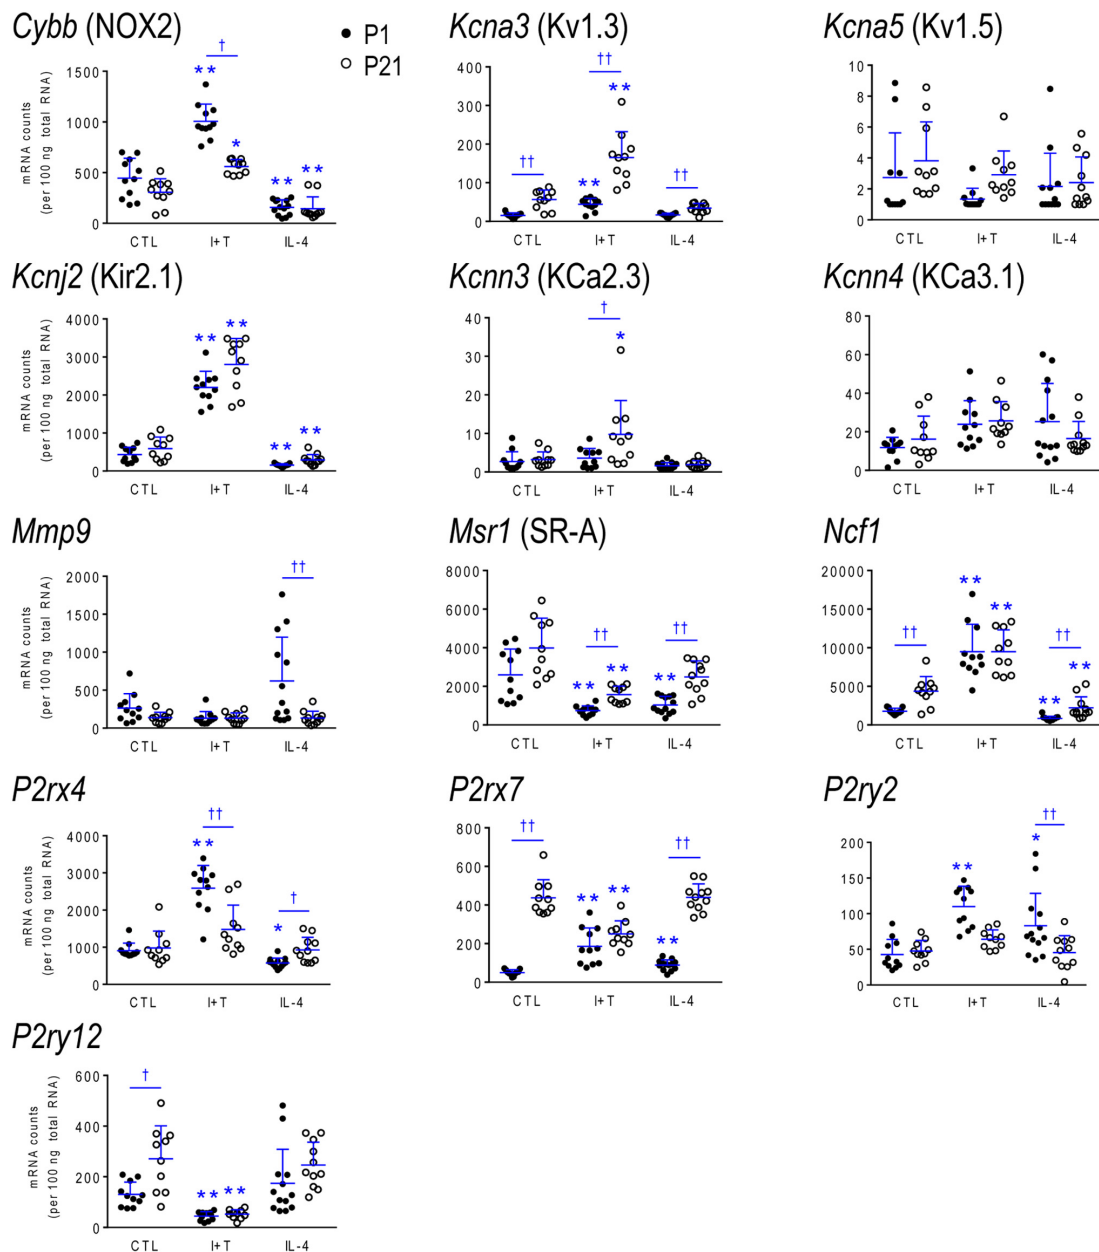 Cybb (NOX2)
● P1
○ P21
Kcna3 (Kv1.3)
Kcna5 (Kv1.5)
mRNA counts
(per 100 ng total RNA)
1500
1000
500
0
** † * ** **
CTL I+T IL-4
400
300
200
100
0
†† ** †† ** ††
CTL I+T IL-4
10
8
6
4
2
0
CTL I+T IL-4
Kcnj2 (Kir2.1)
Kcnn3 (KCa2.3)
Kcnn4 (KCa3.1)
mRNA counts
(per 100 ng total RNA)
4000
3000
2000
1000
0
** ** ** **
CTL I+T IL-4
40
30
20
10
0
† *
CTL I+T IL-4
80
60
40
20
0
CTL I+T IL-4
Mmp9
Msr1 (SR-A)
Ncf1
mRNA counts
(per 100 ng total RNA)
2000
1500
1000
500
0
††
CTL I+T IL-4
8000
6000
4000
2000
0
** †† ** ** ††
CTL I+T IL-4
20000
15000
10000
5000
0
†† ** ** ** †† **
CTL I+T IL-4
P2rx4
P2rx7
P2ry2
mRNA counts
(per 100 ng total RNA)
4000
3000
2000
1000
0
** †† * †
CTL I+T IL-4
800
600
400
200
0
†† ** ** ** ††
CTL I+T IL-4
200
150
100
50
0
** * ††
CTL I+T IL-4
P2ry12
mRNA counts
(per 100 ng total RNA)
600
400
200
0
† ** **
CTL I+T IL-4